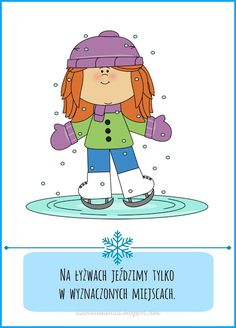 NA ŁYŻWACH JEŹDZIMY TYLKO
W WYZNACZONYCH MIEJSCACH.